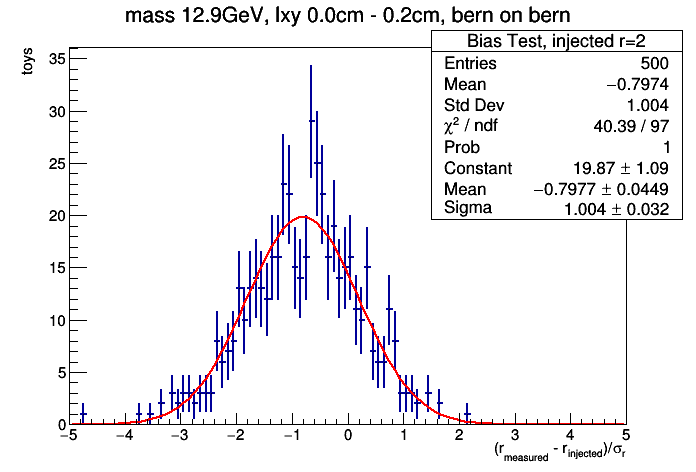 mass 12.9GeV, lxy 0.0cm - 0.2cm, bern on bern
Bias Test, injected r=2
Entries 500
Mean −0.7974
Std Dev 1.004
χ² / ndf 40.39 / 97
Prob 1
Constant 19.87 ± 1.09
Mean −0.7977 ± 0.0449
Sigma 1.004 ± 0.032
toys
35
30
25
20
15
10
5
0
−5 −4 −3 −2 −1 0 1 2 3 4 5
(r_measured - r_injected)/σ_r